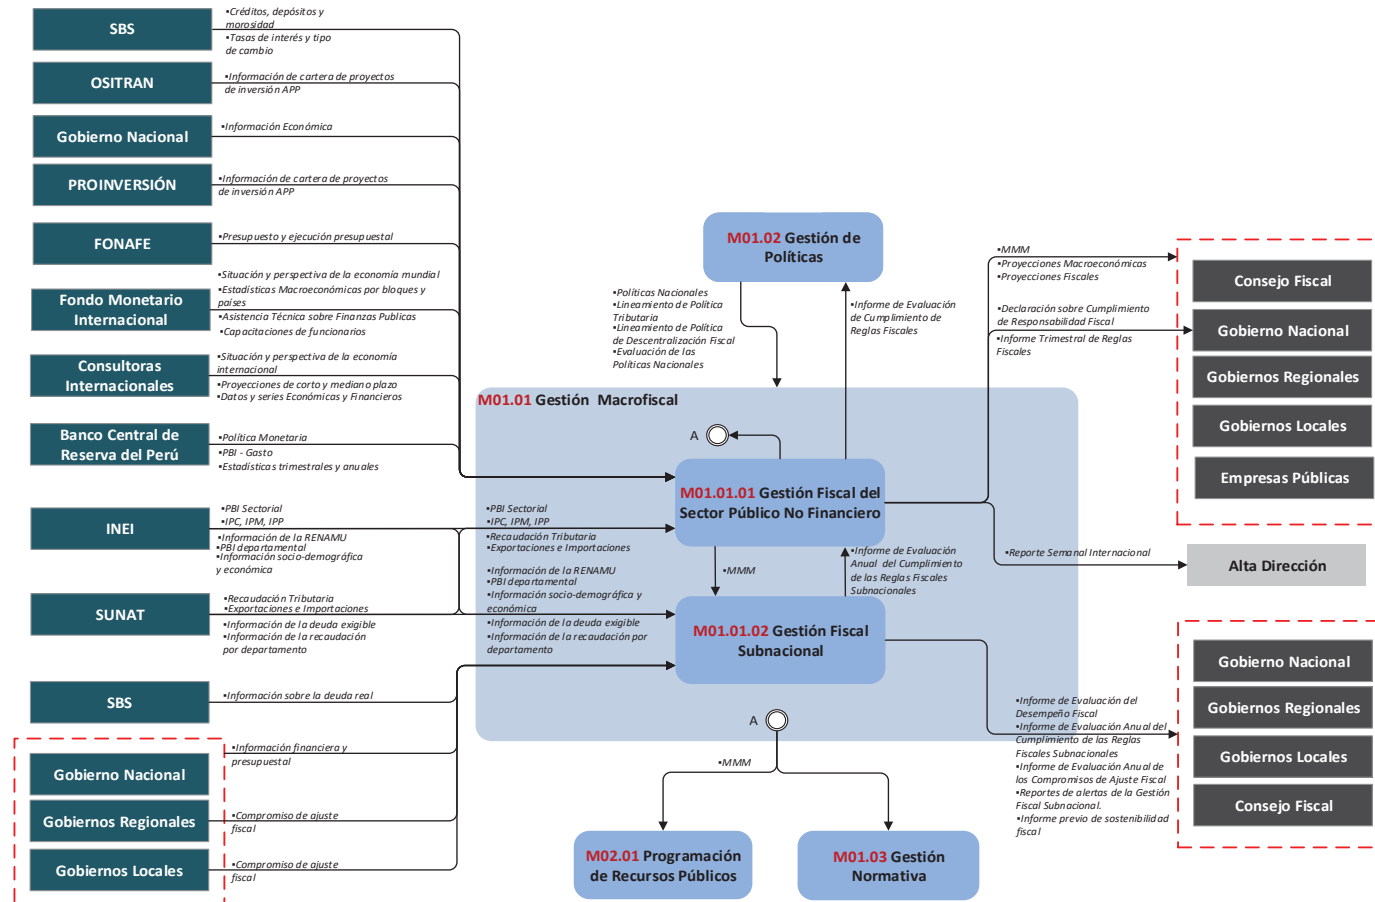 SBS
▪Créditos, depósitos y
morosidad
▪Tasas de interés y tipo
de cambio
OSITRAN
▪Información de cartera de proyectos
de inversión APP
Gobierno Nacional
▪Información Económica
PROINVERSIÓN
▪Información de cartera de proyectos
de inversión APP
FONAFE
▪Presupuesto y ejecución presupuestal
Fondo Monetario
Internacional
▪Situación y perspectiva de la economía mundial
▪Estadísticas Macroeconómicas por bloques y
países
▪Asistencia Técnica sobre Finanzas Publicas
▪Capacitaciones de funcionarios
Consultoras
Internacionales
▪Situación y perspectiva de la economía
internacional
▪Proyecciones de corto y mediano plazo
▪Datos y series Económicas y Financieros
Banco Central de
Reserva del Perú
▪Política Monetaria
▪PBI - Gasto
▪Estadísticas trimestrales y anuales
INEI
▪PBI Sectorial
▪IPC, IPM, IPP
▪Información de la RENAMU
▪PBI departamental
▪Información socio-demográfica
y económica
SUNAT
▪Recaudación Tributaria
▪Exportaciones e Importaciones
▪Información de la deuda exigible
▪Información de la recaudación
por departamento
SBS
▪Información sobre la deuda real
Gobierno Nacional
▪Información financiera y
presupuestal
Gobiernos Regionales
▪Compromiso de ajuste
fiscal
Gobiernos Locales
▪Compromiso de ajuste
fiscal
▪PBI Sectorial
▪IPC, IPM, IPP
▪Recaudación Tributaria
▪Exportaciones e Importaciones
▪Información de la RENAMU
▪PBI departamental
▪Información socio-demográfica y
económica
▪Información de la deuda exigible
▪Información de la recaudación por
departamento
M01.02 Gestión de
Políticas
▪Políticas Nacionales
▪Lineamiento de Política
Tributaria
▪Lineamiento de Política
de Descentralización Fiscal
▪Evaluación de las
Políticas Nacionales
▪Informe de Evaluación
de Cumplimiento de
Reglas Fiscales
M01.01 Gestión Macrofiscal
A
M01.01.01 Gestión Fiscal del
Sector Público No Financiero
▪MMM
▪Informe de Evaluación
Anual del Cumplimiento
de las Reglas Fiscales
Subnacionales
M01.01.02 Gestión Fiscal
Subnacional
A
▪MMM
M02.01 Programación
de Recursos Públicos
M01.03 Gestión
Normativa
▪MMM
▪Proyecciones Macroeconómicas
▪Proyecciones Fiscales
▪Declaración sobre Cumplimiento
de Responsabilidad Fiscal
▪Informe Trimestral de Reglas
Fiscales
Consejo Fiscal
Gobierno Nacional
Gobiernos Regionales
Gobiernos Locales
Empresas Públicas
▪Reporte Semanal Internacional
Alta Dirección
▪Informe de Evaluación del
Desempeño Fiscal
▪Informe de Evaluación Anual del
Cumplimiento de las Reglas
Fiscales Subnacionales
▪Informe de Evaluación Anual de
los Compromisos de Ajuste Fiscal
▪Reportes de alertas de la Gestión
Fiscal Subnacional.
▪Informe previo de sostenibilidad
fiscal
Gobierno Nacional
Gobiernos Regionales
Gobiernos Locales
Consejo Fiscal